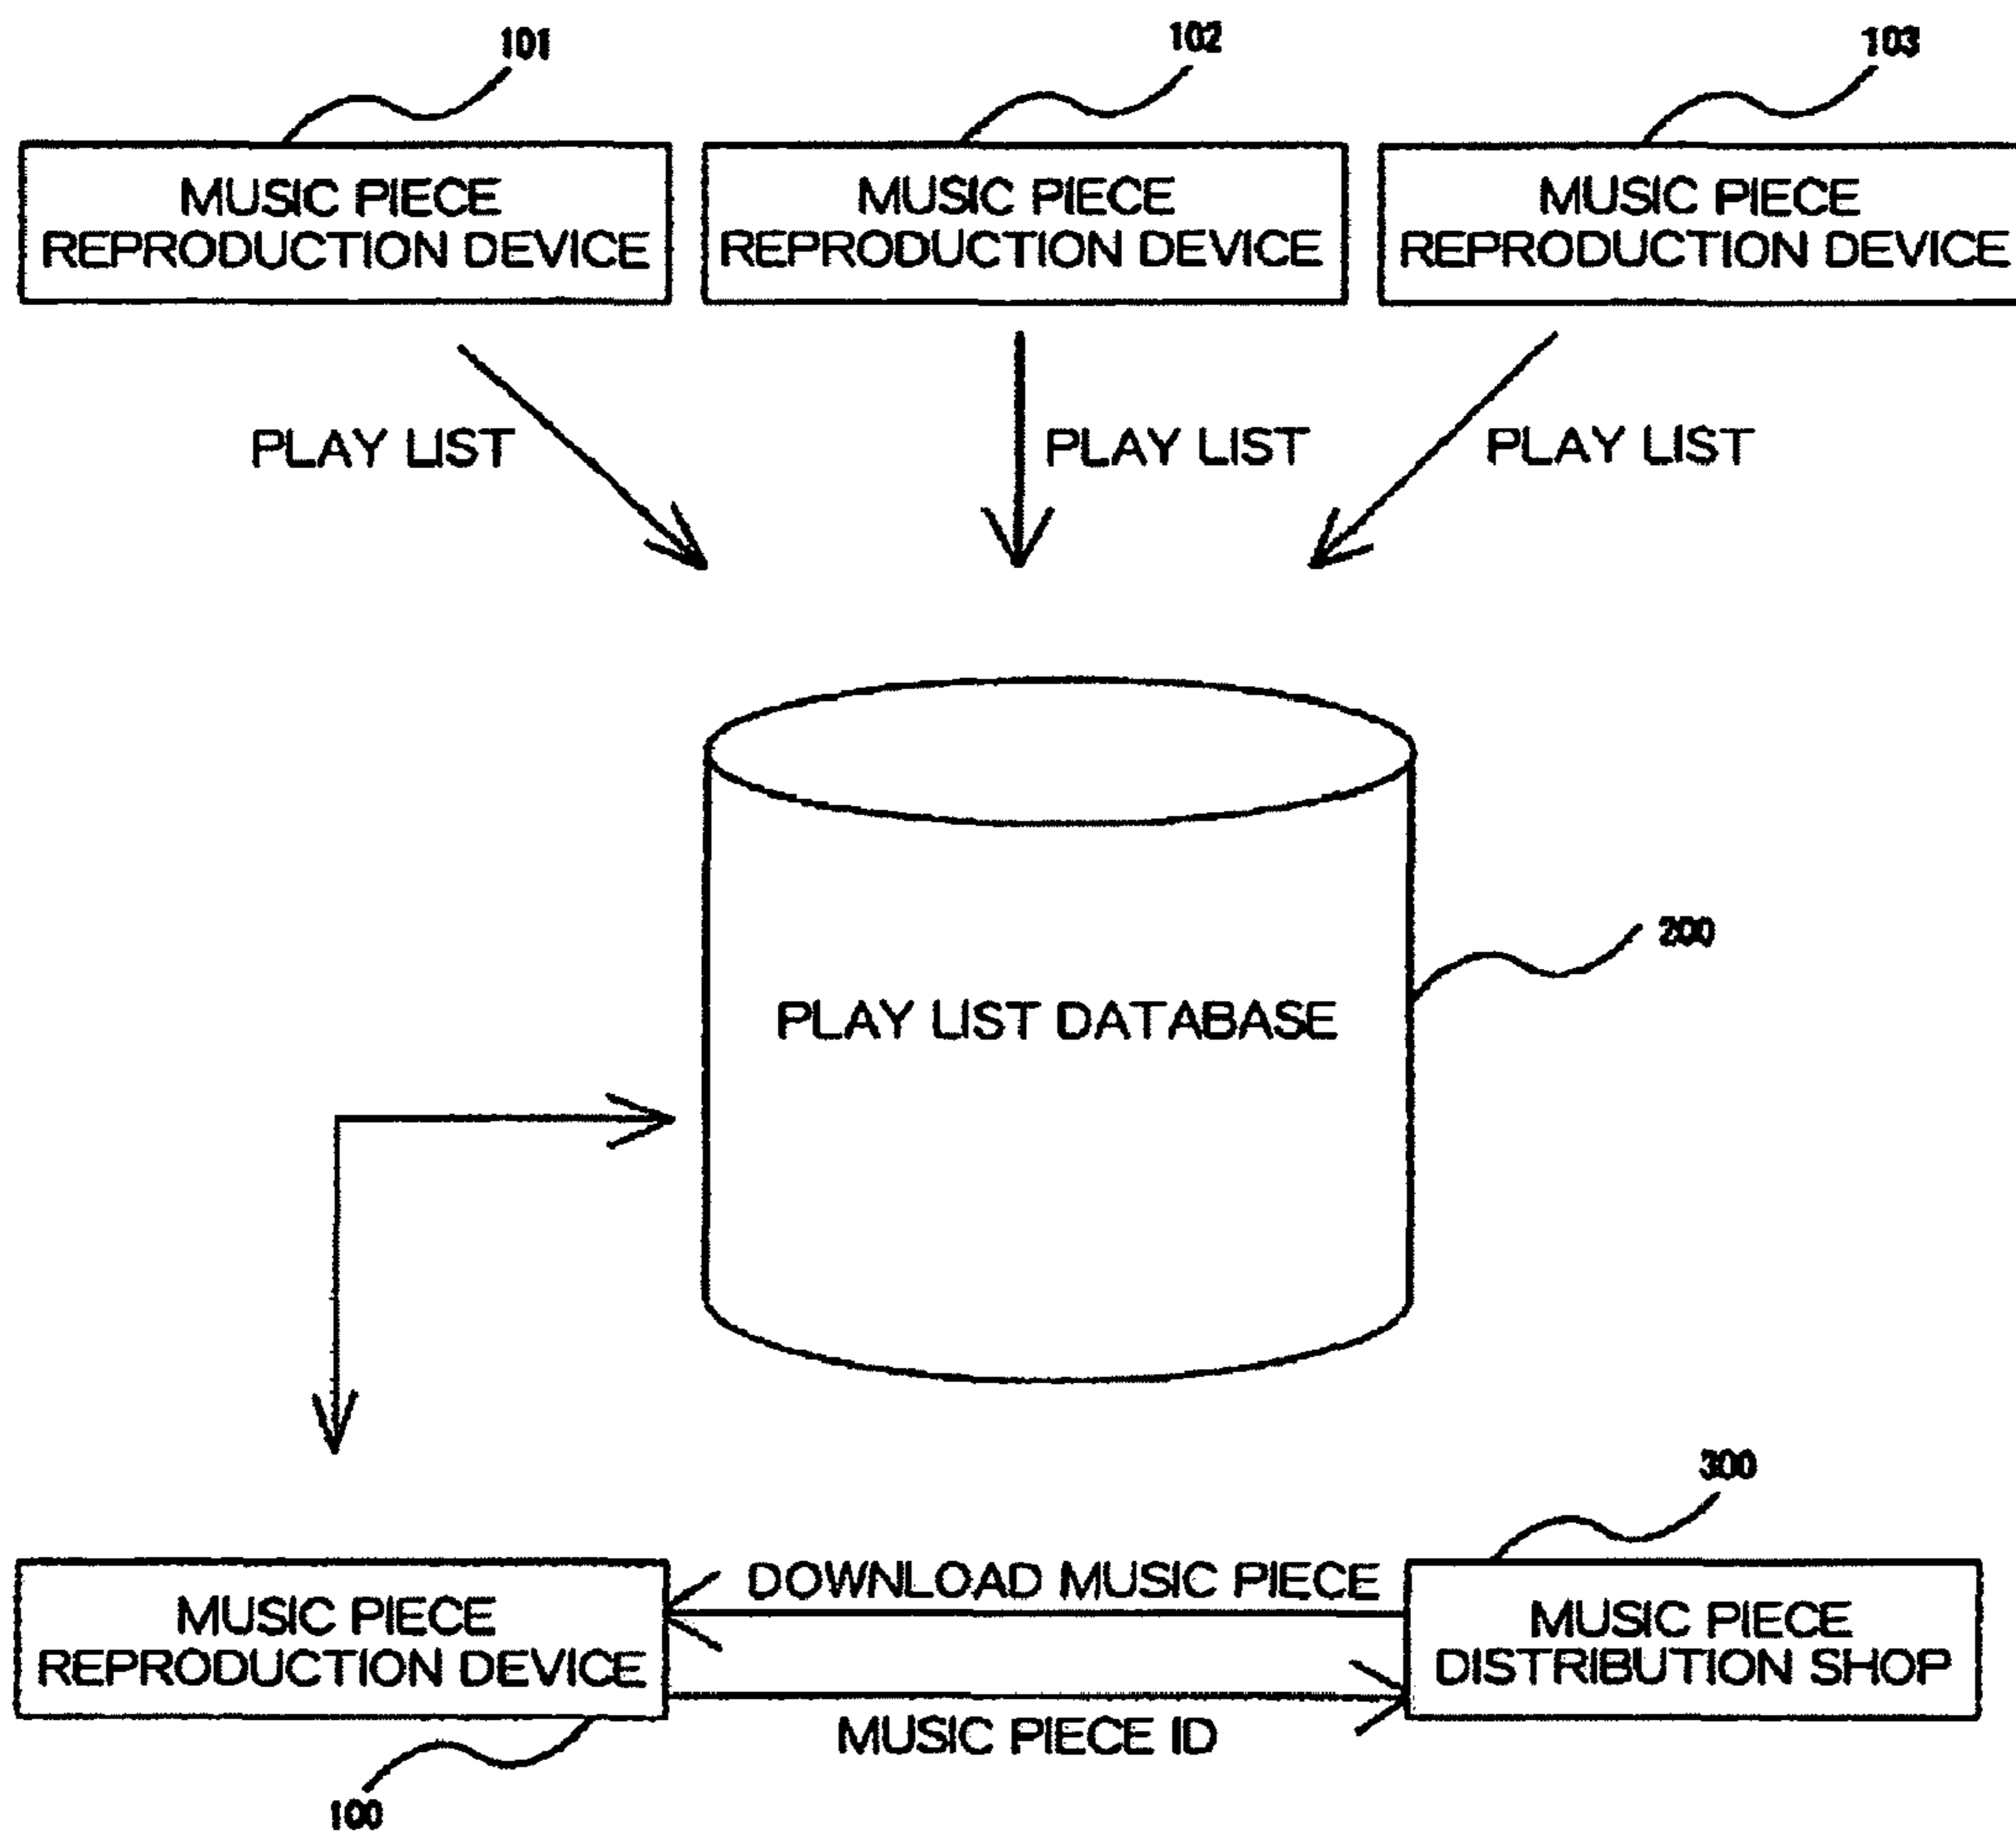 101
102
103
MUSIC PIECE
REPRODUCTION DEVICE
MUSIC PIECE
REPRODUCTION DEVICE
MUSIC PIECE
REPRODUCTION DEVICE
PLAY LIST
PLAY LIST
PLAY LIST
200
PLAY LIST DATABASE
300
MUSIC PIECE
REPRODUCTION DEVICE
DOWNLOAD MUSIC PIECE
MUSIC PIECE ID
MUSIC PIECE
DISTRIBUTION SHOP
100